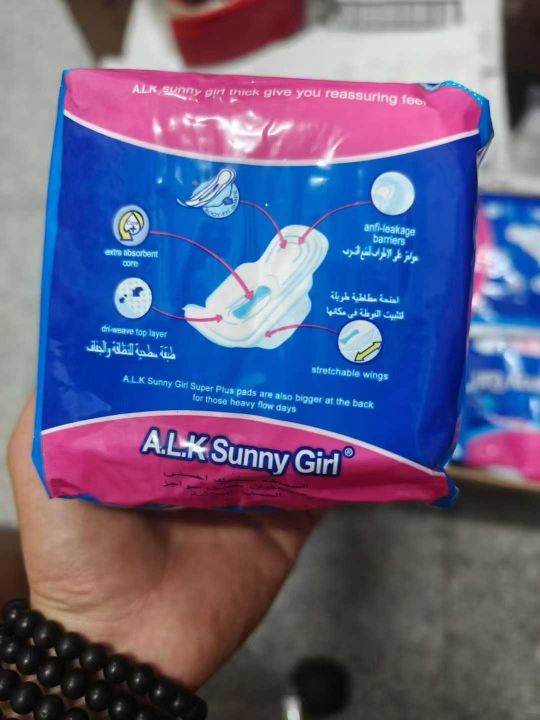 A.L.K sunny girl thick give you reassuring feel
anti-leakage
barriers
حواجز على الأطراف لمنع التسرب
extra absorbent
core
أجنحة مطاطية طويلة
لتثبيت الفوطة في مكانها
dri-weave top layer
طبقة سطحية للنظافة والجفاف
stretchable wings
A.L.K Sunny Girl Super Plus pads are also bigger at the back
for those heavy flow days
A.L.K Sunny Girl®
Girl